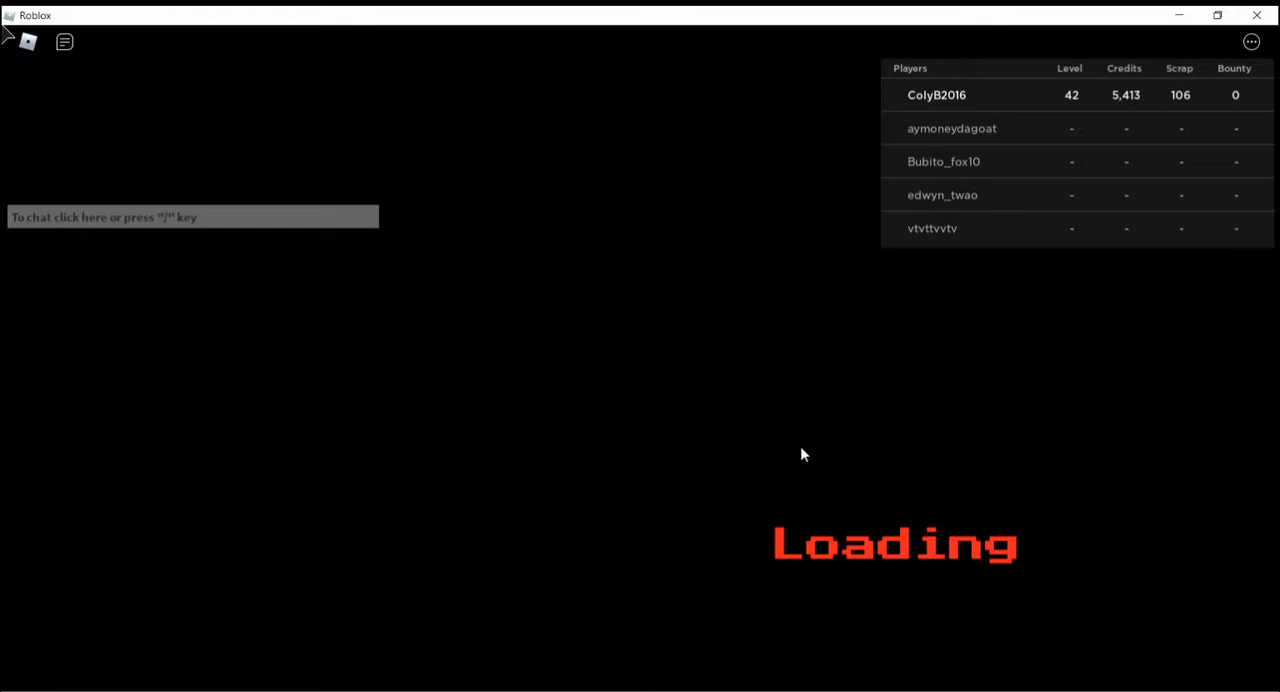 Roblox
Players Level Credits Scrap Bounty
ColyB2016 42 5,413 106 0
aymoneydagoat - - - -
Bubito_fox10 - - - -
edwyn_twao - - - -
vtvttvvtv - - - -
To chat click here or press "/" key
Loading